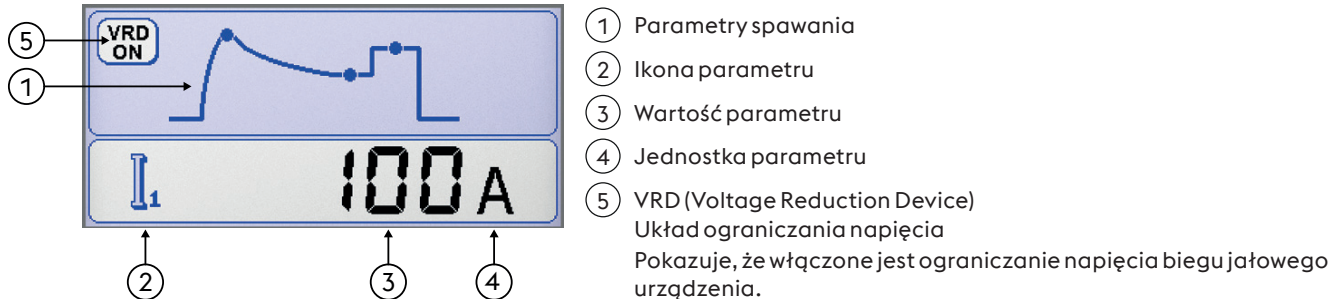 VRD
ON
I1
100 A
5
1
2
3
4
1 Parametry spawania
2 Ikona parametru
3 Wartość parametru
4 Jednostka parametru
5 VRD (Voltage Reduction Device)
Układ ograniczania napięcia
Pokazuje, że włączone jest ograniczanie napięcia biegu jałowego
urządzenia.